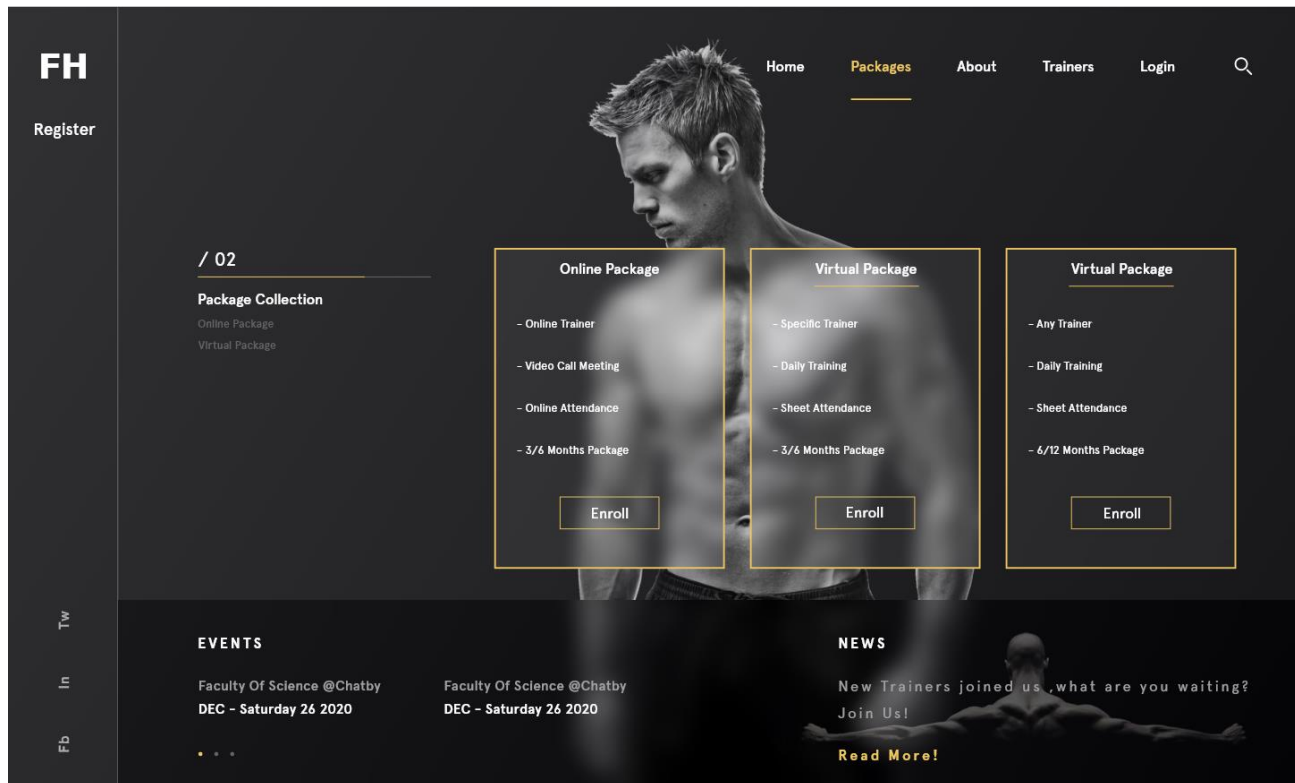 FH
Register
Home
Packages
About
Trainers
Login
/ 02
Package Collection
Online Package
Virtual Package
Online Package
- Online Trainer
- Video Call Meeting
- Online Attendance
- 3/6 Months Package
Enroll
Virtual Package
- Specific Trainer
- Daily Training
- Sheet Attendance
- 3/6 Months Package
Enroll
Virtual Package
- Any Trainer
- Daily Training
- Sheet Attendance
- 6/12 Months Package
Enroll
Tw
In
Fb
EVENTS
Faculty Of Science @Chatby
DEC - Saturday 26 2020
Faculty Of Science @Chatby
DEC - Saturday 26 2020
NEWS
New Trainers joined us ,what are you waiting?
Join Us!
Read More!